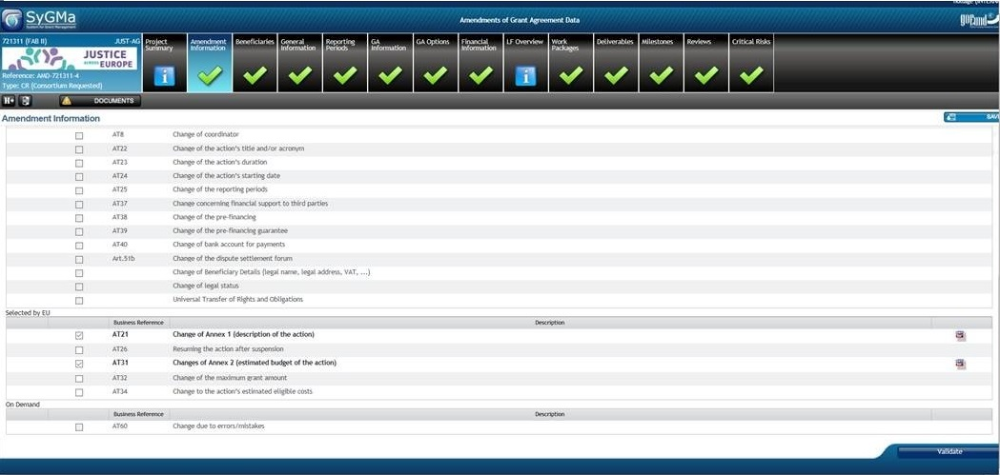 SyGMa
System for Grant Management
Amendments of Grant Agreement Data
gofund
721311 (FAB II) JUST-AG
JUSTICE
ACROSS EUROPE
Reference: AMD-721311-4
Type: CR (Consortium Requested)
Project Summary
Amendment Information
Beneficiaries
General Information
Reporting Periods
GA Information
GA Options
Financial Information
LF Overview
Work Packages
Deliverables
Milestones
Reviews
Critical Risks
DOCUMENTS
Amendment Information
SAV
AT8 Change of coordinator
AT22 Change of the action's title and/or acronym
AT23 Change of the action's duration
AT24 Change of the action's starting date
AT25 Change of the reporting periods
AT37 Change concerning financial support to third parties
AT38 Change of the pre-financing
AT39 Change of the pre-financing guarantee
AT40 Change of bank account for payments
Art.51b Change of the dispute settlement forum
Change of Beneficiary Details (legal name, legal address, VAT, ...)
Change of legal status
Universal Transfer of Rights and Obligations
Selected by EU
Business Reference Description
AT21 Change of Annex 1 (description of the action)
AT26 Resuming the action after suspension
AT31 Changes of Annex 2 (estimated budget of the action)
AT32 Change of the maximum grant amount
AT34 Change to the action's estimated eligible costs
On Demand
Business Reference Description
AT60 Change due to errors/mistakes
Validate